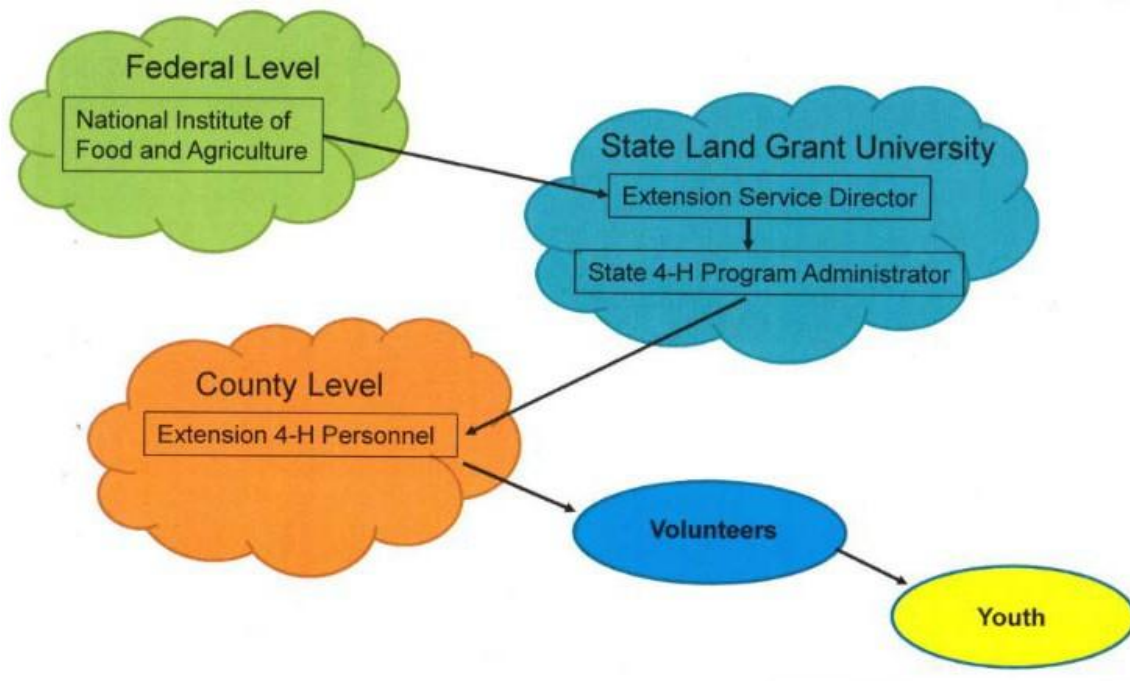 Federal Level
National Institute of
Food and Agriculture
State Land Grant University
Extension Service Director
State 4-H Program Administrator
County Level
Extension 4-H Personnel
Volunteers
Youth